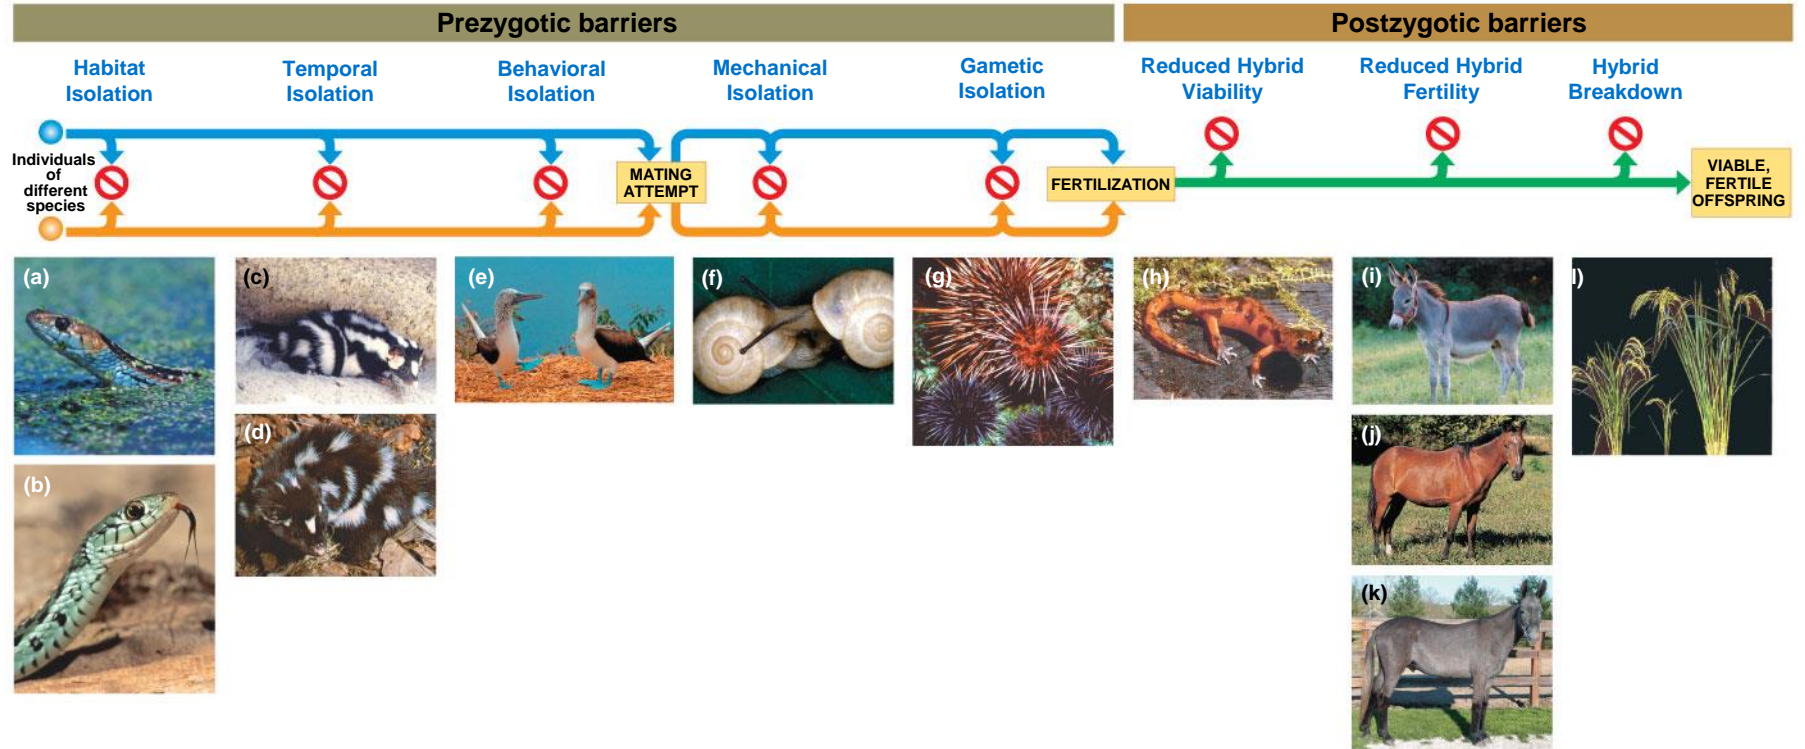 Prezygotic barriers
Postzygotic barriers
Habitat
Isolation
Temporal
Isolation
Behavioral
Isolation
Mechanical
Isolation
Gametic
Isolation
Reduced Hybrid
Viability
Reduced Hybrid
Fertility
Hybrid
Breakdown
Individuals
of
different
species
MATING
ATTEMPT
FERTILIZATION
VIABLE,
FERTILE
OFFSPRING
(a)
(b)
(c)
(d)
(e)
(f)
(g)
(h)
(i)
(j)
(k)
l)